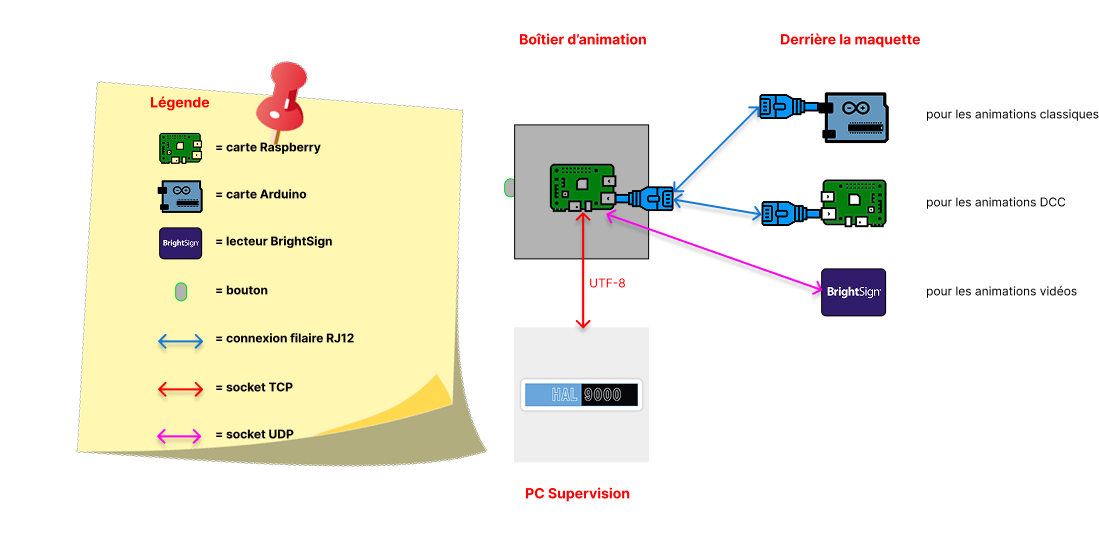 Boîtier d'animation
Derrière la maquette
Légende
= carte Raspberry
= carte Arduino
BrightSign
= lecteur BrightSign
= bouton
= connexion filaire RJ12
= socket TCP
= socket UDP
pour les animations classiques
pour les animations DCC
BrightSign
pour les animations vidéos
UTF-8
HAL 9000
PC Supervision